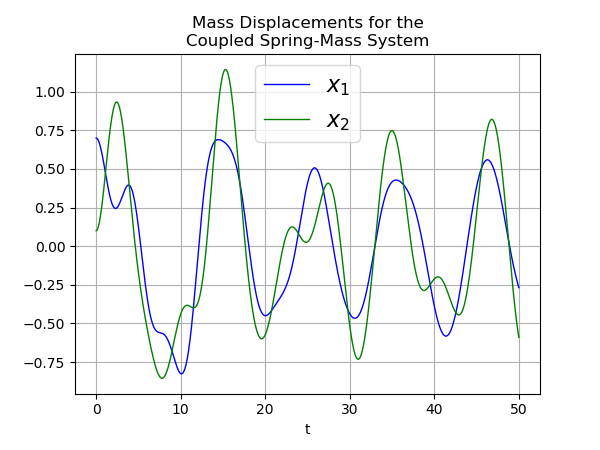 Mass Displacements for the
Coupled Spring-Mass System
x₁
x₂
1.00
0.75
0.50
0.25
0.00
−0.25
−0.50
−0.75
0 10 20 30 40 50
t